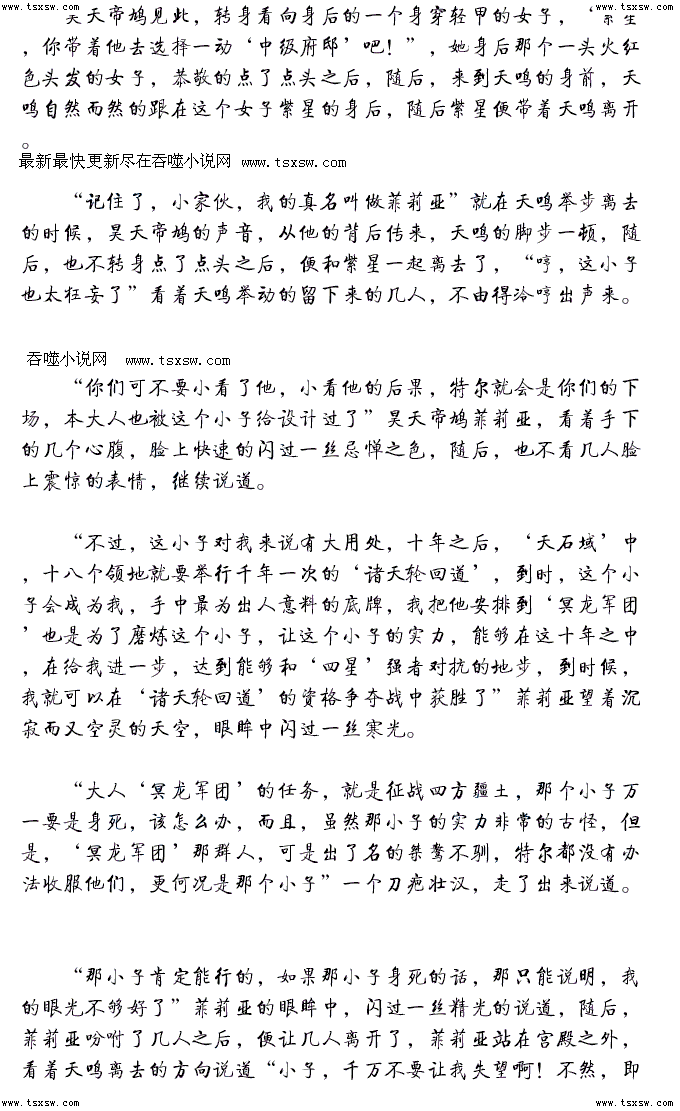 www.tsxsw.com www.tsxsw.com www.tsxsw.com www.tsxsw.com
昊天帝鸠见此，转身看向身后的一个身穿轻甲的女子，‘紫星
，你带着他去选择一动‘中级府邸’吧！”，她身后那个一头火红
色头发的女子，恭敬的点了点头之后，随后，来到天鸣的身前，天
鸣自然而然的跟在这个女子紫星的身后，随后紫星便带着天鸣离开
。
最新最快更新尽在吞噬小说网 www.tsxsw.com
“记住了，小家伙，我的真名叫做菲莉亚”就在天鸣举步离去
的时候，昊天帝鸠的声音，从他的背后传来，天鸣的脚步一顿，随
后，也不转身点了点头之后，便和紫星一起离去了，“哼，这小子
也太狂妄了”看着天鸣举动的留下来的几人，不由得冷哼出声来。
吞噬小说网 www.tsxsw.com
“你们可不要小看了他，小看他的后果，特尔就会是你们的下
场，本大人也被这个小子给设计过了”昊天帝鸠菲莉亚，看着手下
的几个心腹，脸上快速的闪过一丝忌惮之色，随后，也不看几人脸
上震惊的表情，继续说道。
“不过，这小子对我来说有大用处，十年之后，‘天石域’中
，十八个领地就要举行千年一次的‘诸天轮回道’，到时，这个小
子会成为我，手中最为出人意料的底牌，我把他安排到‘冥龙军团
’也是为了磨炼这个小子，让这个小子的实力，能够在这十年之中
，在给我进一步，达到能够和‘四星’强者对抗的地步，到时候，
我就可以在‘诸天轮回道’的资格争夺战中获胜了”菲莉亚望着沉
寂而又空灵的天空，眼眸中闪过一丝寒光。
“大人‘冥龙军团’的任务，就是征战四方疆土，那个小子万
一要是身死，该怎么办，而且，虽然那小子的实力非常的古怪，但
是，‘冥龙军团’那群人，可是出了名的桀骜不驯，特尔都没有办
法收服他们，更何况是那个小子”一个刀疤壮汉，走了出来说道。
“那小子肯定能行的，如果那小子身死的话，那只能说明，我
的眼光不够好了”菲莉亚的眼眸中，闪过一丝精光的说道，随后，
菲莉亚吩咐了几人之后，便让几人离开了，菲莉亚站在宫殿之外，
看着天鸣离去的方向说道“小子，千万不要让我失望啊！不然，即
www.tsxsw.com www.tsxsw.com www.tsxsw.com www.tsxsw.com